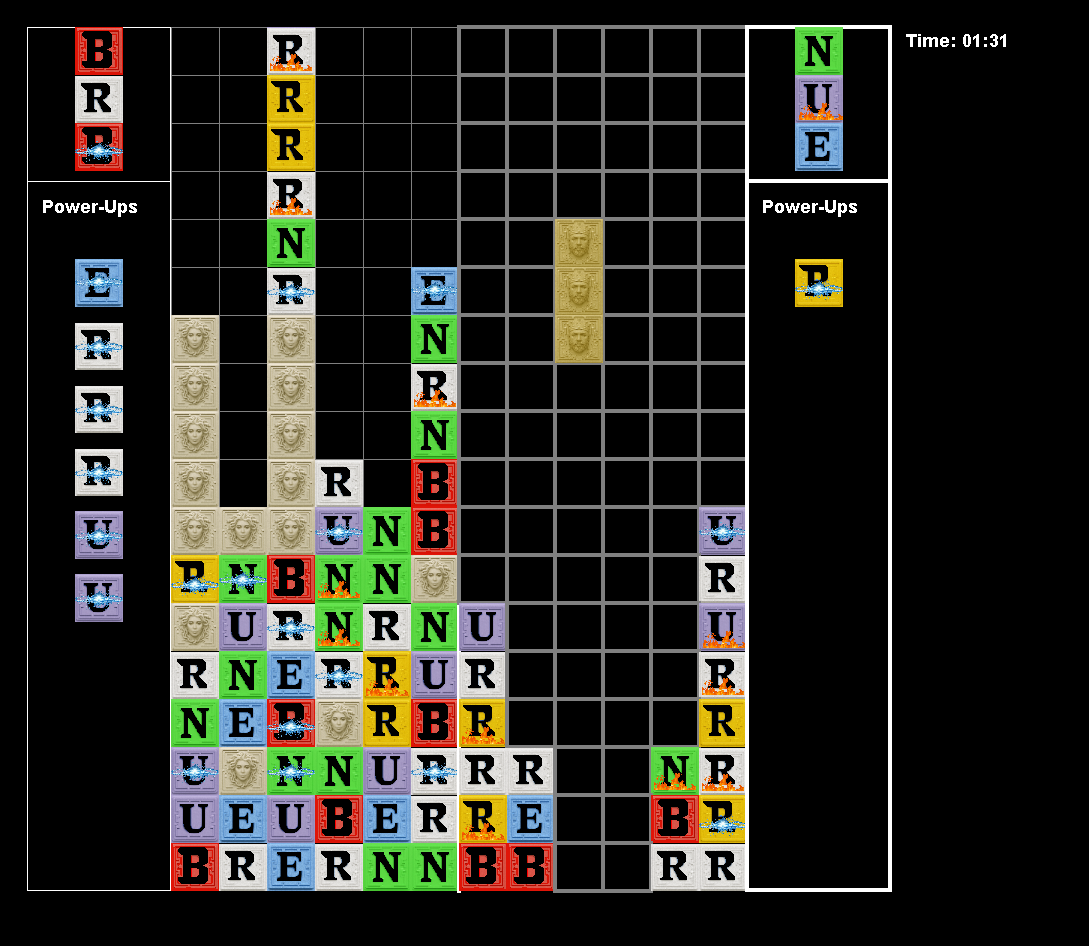 B R N Time: 01:31
R R U
B R E
Power-Ups R Power-Ups
N
E R E R
R N
R R
N
R R B
U U N B U
R N B N N R
U U R N R N U U
R N E R R U R R
N E B R B R R
U N N U R R R N R
U E U B E R R E B R
B R E R N N B B R R